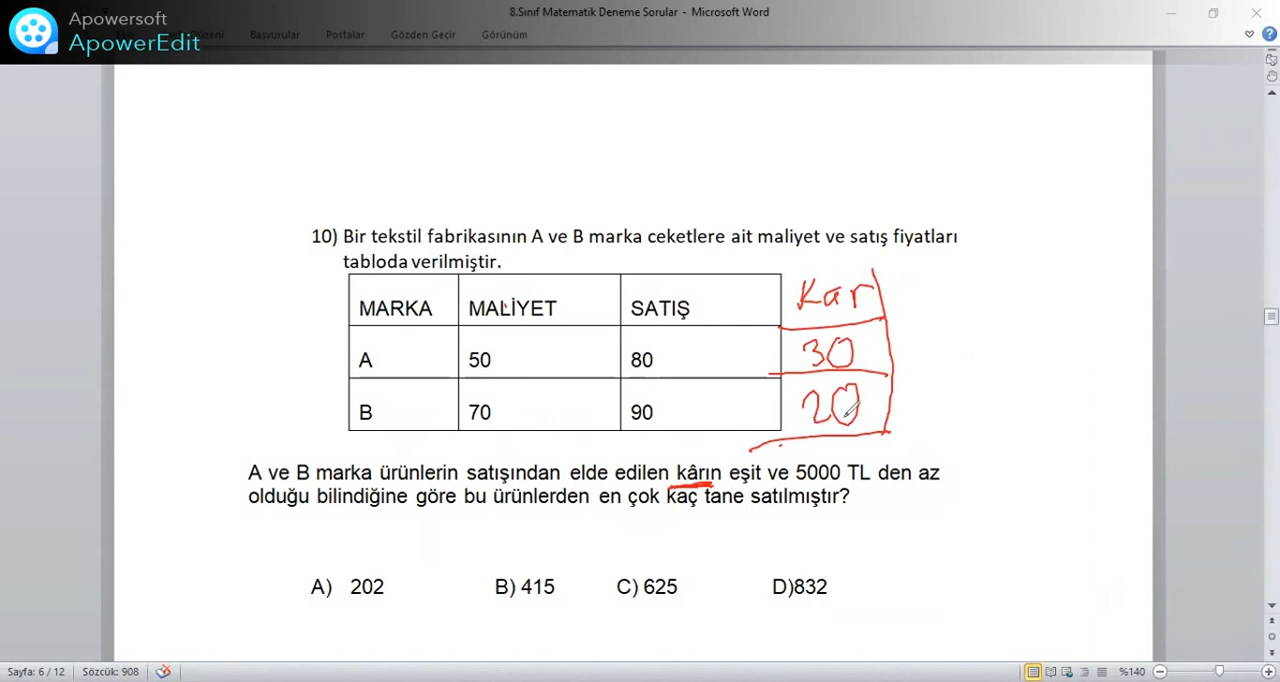 Apowersoft
ApowerEdit
8.Sınıf Matematik Deneme Sorular - Microsoft Word
Başvurular Postalar Gözden Geçir Görünüm
10) Bir tekstil fabrikasının A ve B marka ceketlere ait maliyet ve satış fiyatları
tabloda verilmiştir.
MARKA MALİYET SATIŞ Kar
A 50 80 30
B 70 90 20
A ve B marka ürünlerin satışından elde edilen kârın eşit ve 5000 TL den az
olduğu bilindiğine göre bu ürünlerden en çok kaç tane satılmıştır?
A) 202 B) 415 C) 625 D)832
Sayfa: 6 / 12 Sözcük: 908 %140